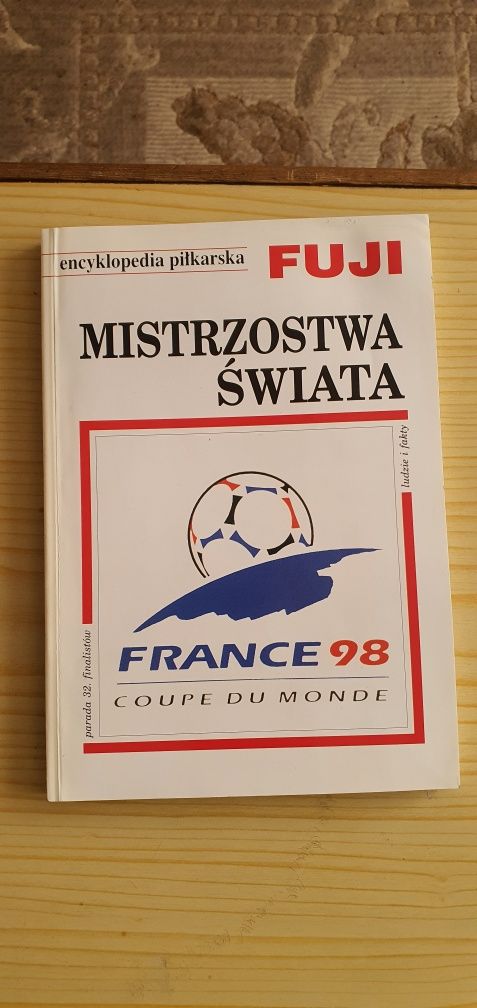 encyklopedia piłkarska
FUJI
MISTRZOSTWA
ŚWIATA
ludzie i fakty
parada 32. finalistów
FRANCE 98
COUPE DU MONDE